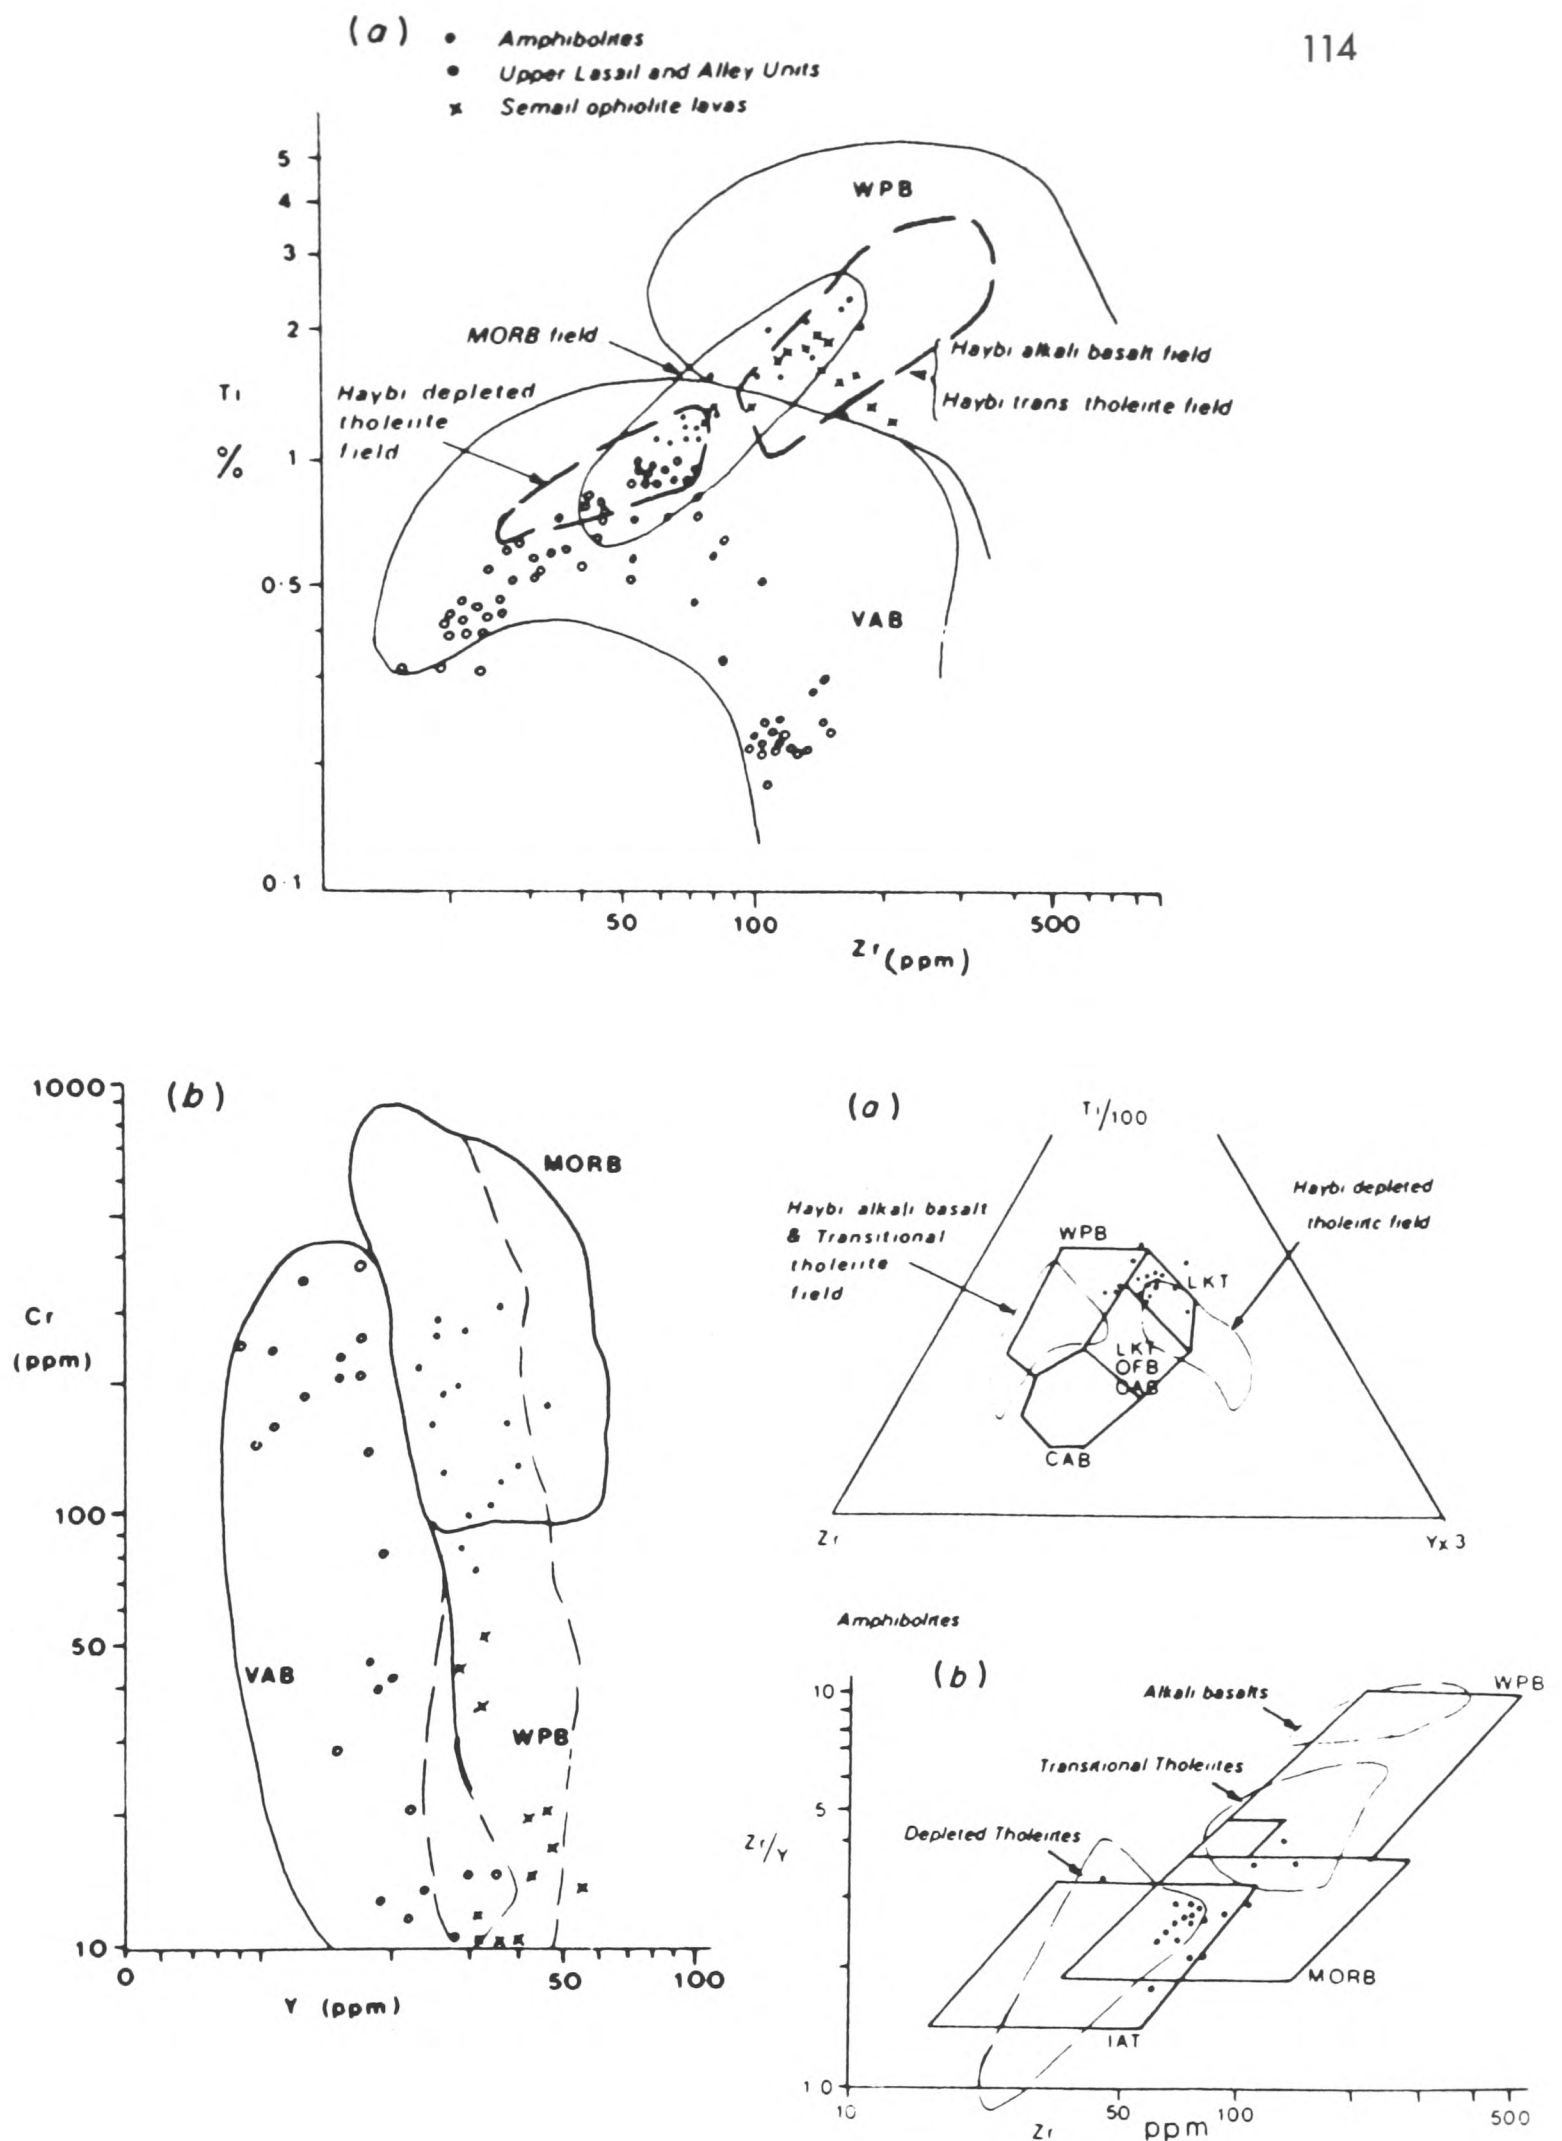 114
(a)
• Amphibolites
• Upper Lasail and Alley Units
x Semail ophiolite lavas
5
4
3
2
1
0·5
0·1
Ti
%
WPB
MORB field
Haybi alkali basalt field
Haybi trans tholeiite field
Haybi depleted
tholeiite
field
VAB
50
100
500
Zr (ppm)
(b)
1000
100
50
10
Cr
(ppm)
MORB
VAB
WPB
0
50
100
Y (ppm)
(a)
Ti/100
Haybi alkali basalt
& Transitional
tholeiite
field
Haybi depleted
tholeiitic field
WPB
LKT
LKT
OFB
CAB
CAB
Zr
Yx3
Amphibolites
(b)
10
5
1 0
Zr/Y
WPB
Alkali basalts
Transitional Tholeiites
Depleted Tholeiites
MORB
IAT
10
50
100
500
Zr ppm